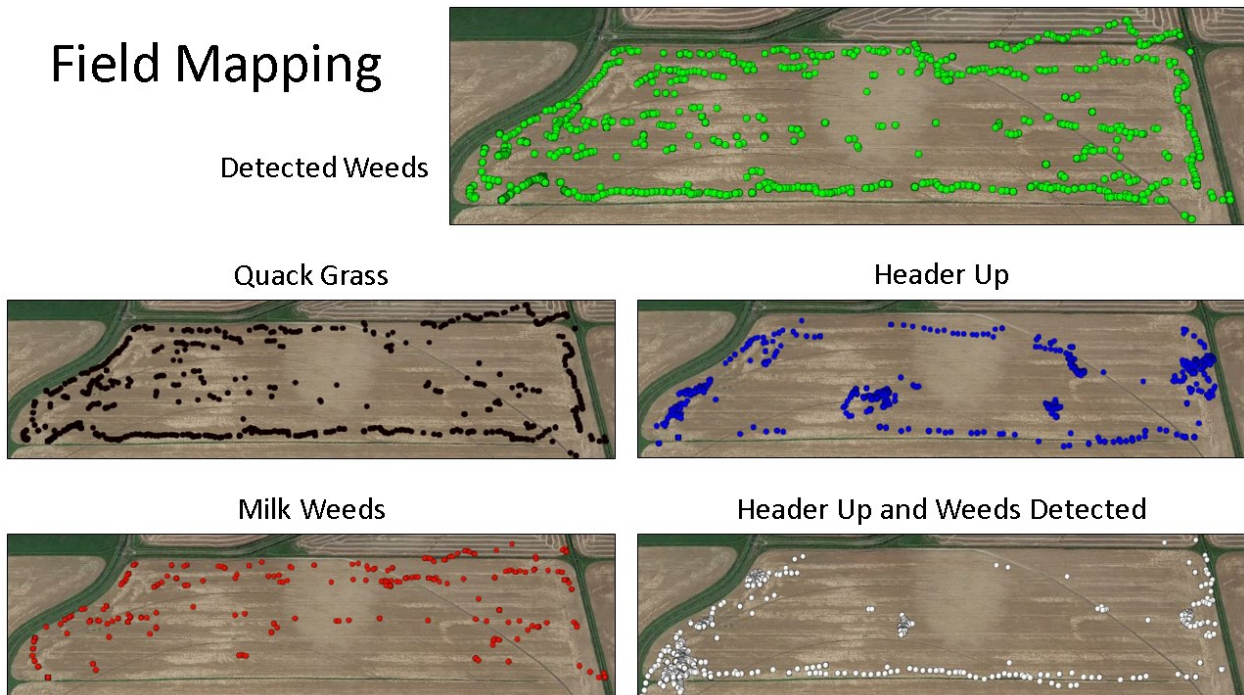 Field Mapping
Detected Weeds
Quack Grass
Header Up
Milk Weeds
Header Up and Weeds Detected